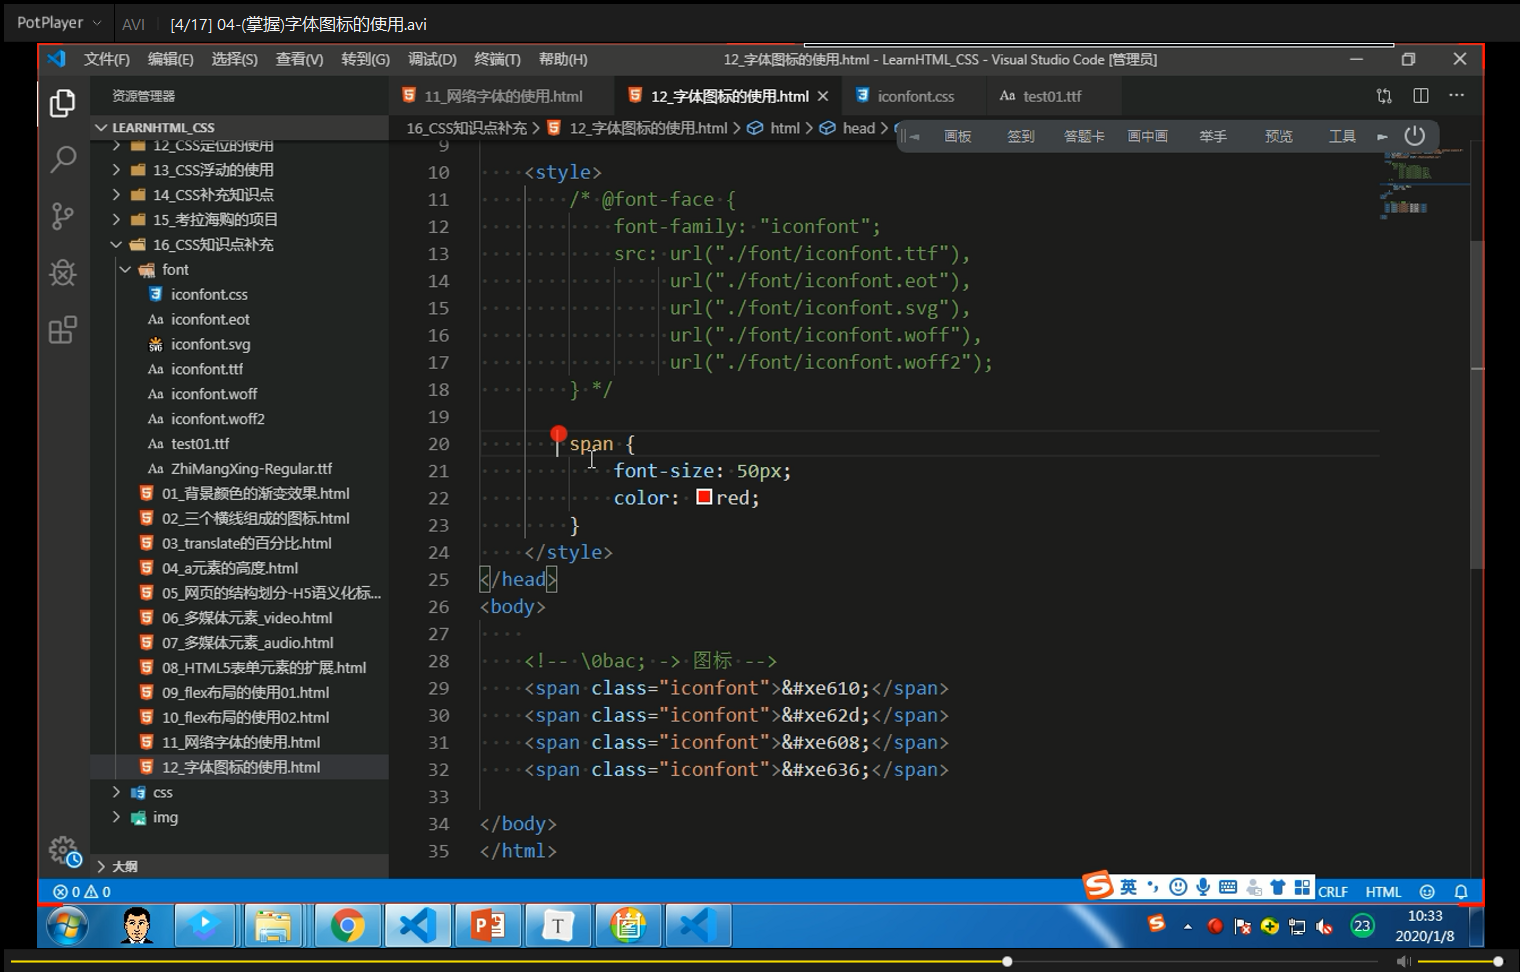 PotPlayer AVI [4/17] 04-(掌握)字体图标的使用.avi
文件(F) 编辑(E) 选择(S) 查看(V) 转到(G) 调试(D) 终端(T) 帮助(H) 12_字体图标的使用.html - LearnHTML_CSS - Visual Studio Code [管理员]
资源管理器
11_网络字体的使用.html 12_字体图标的使用.html iconfont.css Aa test01.ttf
LEARNHTML_CSS
16_CSS知识点补充 > 12_字体图标的使用.html > html > head >
画板 签到 答题卡 画中画 举手 预览 工具
12_CSS定位的使用
13_CSS浮动的使用
14_CSS补充知识点
15_考拉海购的项目
16_CSS知识点补充
font
iconfont.css
Aa iconfont.eot
SVG iconfont.svg
Aa iconfont.ttf
Aa iconfont.woff
Aa iconfont.woff2
Aa test01.ttf
Aa ZhiMangXing-Regular.ttf
01_背景颜色的渐变效果.html
02_三个横线组成的图标.html
03_translate的百分比.html
04_a元素的高度.html
05_网页的结构划分-H5语义化标...
06_多媒体元素_video.html
07_多媒体元素_audio.html
08_HTML5表单元素的扩展.html
09_flex布局的使用01.html
10_flex布局的使用02.html
11_网络字体的使用.html
12_字体图标的使用.html
css
img
大纲
9
10 <style>
11 /* @font-face {
12 font-family: "iconfont";
13 src: url("./font/iconfont.ttf"),
14 url("./font/iconfont.eot"),
15 url("./font/iconfont.svg"),
16 url("./font/iconfont.woff"),
17 url("./font/iconfont.woff2");
18 } */
19
20 span {
21 font-size: 50px;
22 color: red;
23 }
24 </style>
25 </head>
26 <body>
27
28 <!-- \0bac; -> 图标 -->
29 <span class="iconfont">&#xe610;</span>
30 <span class="iconfont">&#xe62d;</span>
31 <span class="iconfont">&#xe608;</span>
32 <span class="iconfont">&#xe636;</span>
33
34 </body>
35 </html>
0 0
英 CRLF HTML
23 10:33
2020/1/8